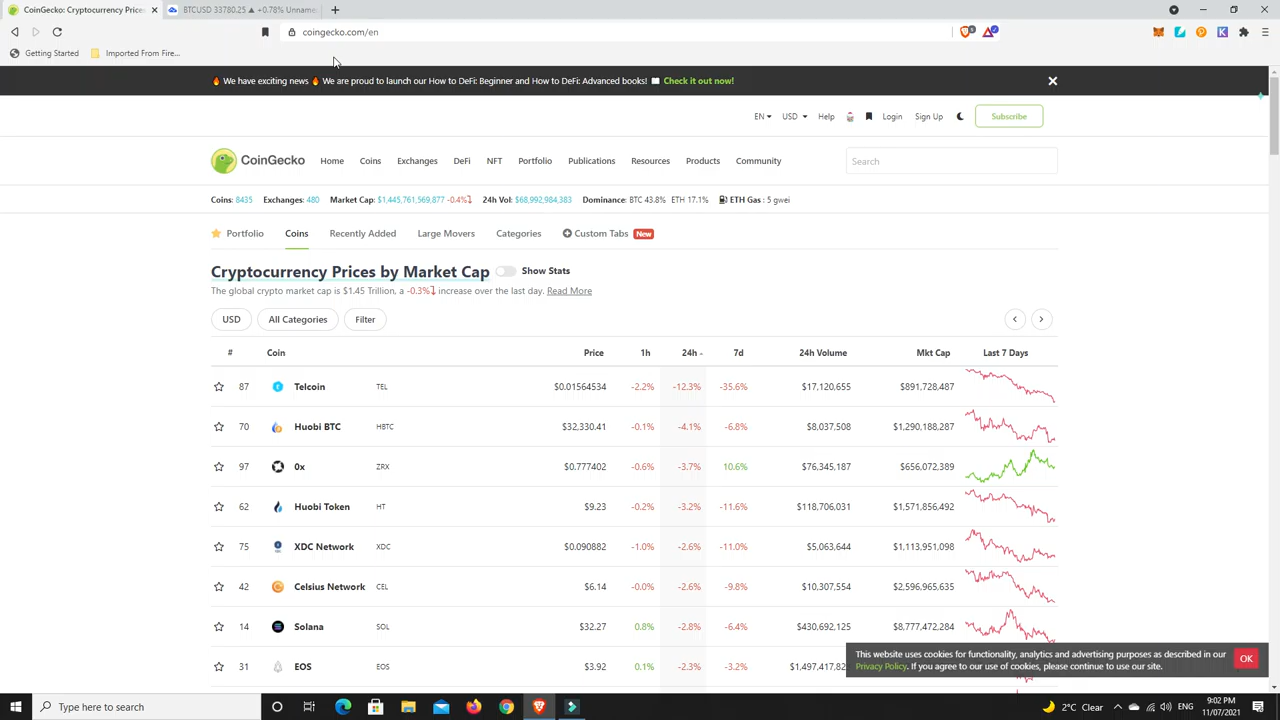 CoinGecko: Cryptocurrency Prices
BTCUSD 33780.25 ▲ +0.78% Unname
coingecko.com/en
Getting Started
Imported From Fire...
🔥 We have exciting news 🔥 We are proud to launch our How to DeFi: Beginner and How to DeFi: Advanced books! 📖 Check it out now!
EN USD Help Login Sign Up Subscribe
CoinGecko Home Coins Exchanges DeFi NFT Portfolio Publications Resources Products Community Search
Coins: 8435 Exchanges: 480 Market Cap: $1,445,761,569,877 -0.4% 24h Vol: $68,992,984,383 Dominance: BTC 43.8% ETH 17.1% ETH Gas : 5 gwei
Portfolio Coins Recently Added Large Movers Categories Custom Tabs New
Cryptocurrency Prices by Market Cap Show Stats
The global crypto market cap is $1.45 Trillion, a -0.3% increase over the last day. Read More
USD All Categories Filter
# Coin Price 1h 24h 7d 24h Volume Mkt Cap Last 7 Days
87 Telcoin TEL $0.01564534 -2.2% -12.3% -35.6% $17,120,655 $891,728,487
70 Huobi BTC HBTC $32,330.41 -0.1% -4.1% -6.8% $8,037,508 $1,290,188,287
97 0x ZRX $0.777402 -0.6% -3.7% 10.6% $76,345,187 $656,072,389
62 Huobi Token HT $9.23 -0.2% -3.2% -11.6% $118,706,031 $1,571,856,492
75 XDC Network XDC $0.090882 -1.0% -2.6% -11.0% $5,063,644 $1,113,951,098
42 Celsius Network CEL $6.14 -0.0% -2.6% -9.8% $10,307,554 $2,596,965,635
14 Solana SOL $32.27 0.8% -2.8% -6.4% $430,692,125 $8,777,472,284
31 EOS EOS $3.92 0.1% -2.3% -3.2% $1,497,417,82
This website uses cookies for functionality, analytics and advertising purposes as described in our
Privacy Policy. If you agree to our use of cookies, please continue to use our site.
OK
Type here to search
2°C Clear
ENG
9:02 PM
11/07/2021